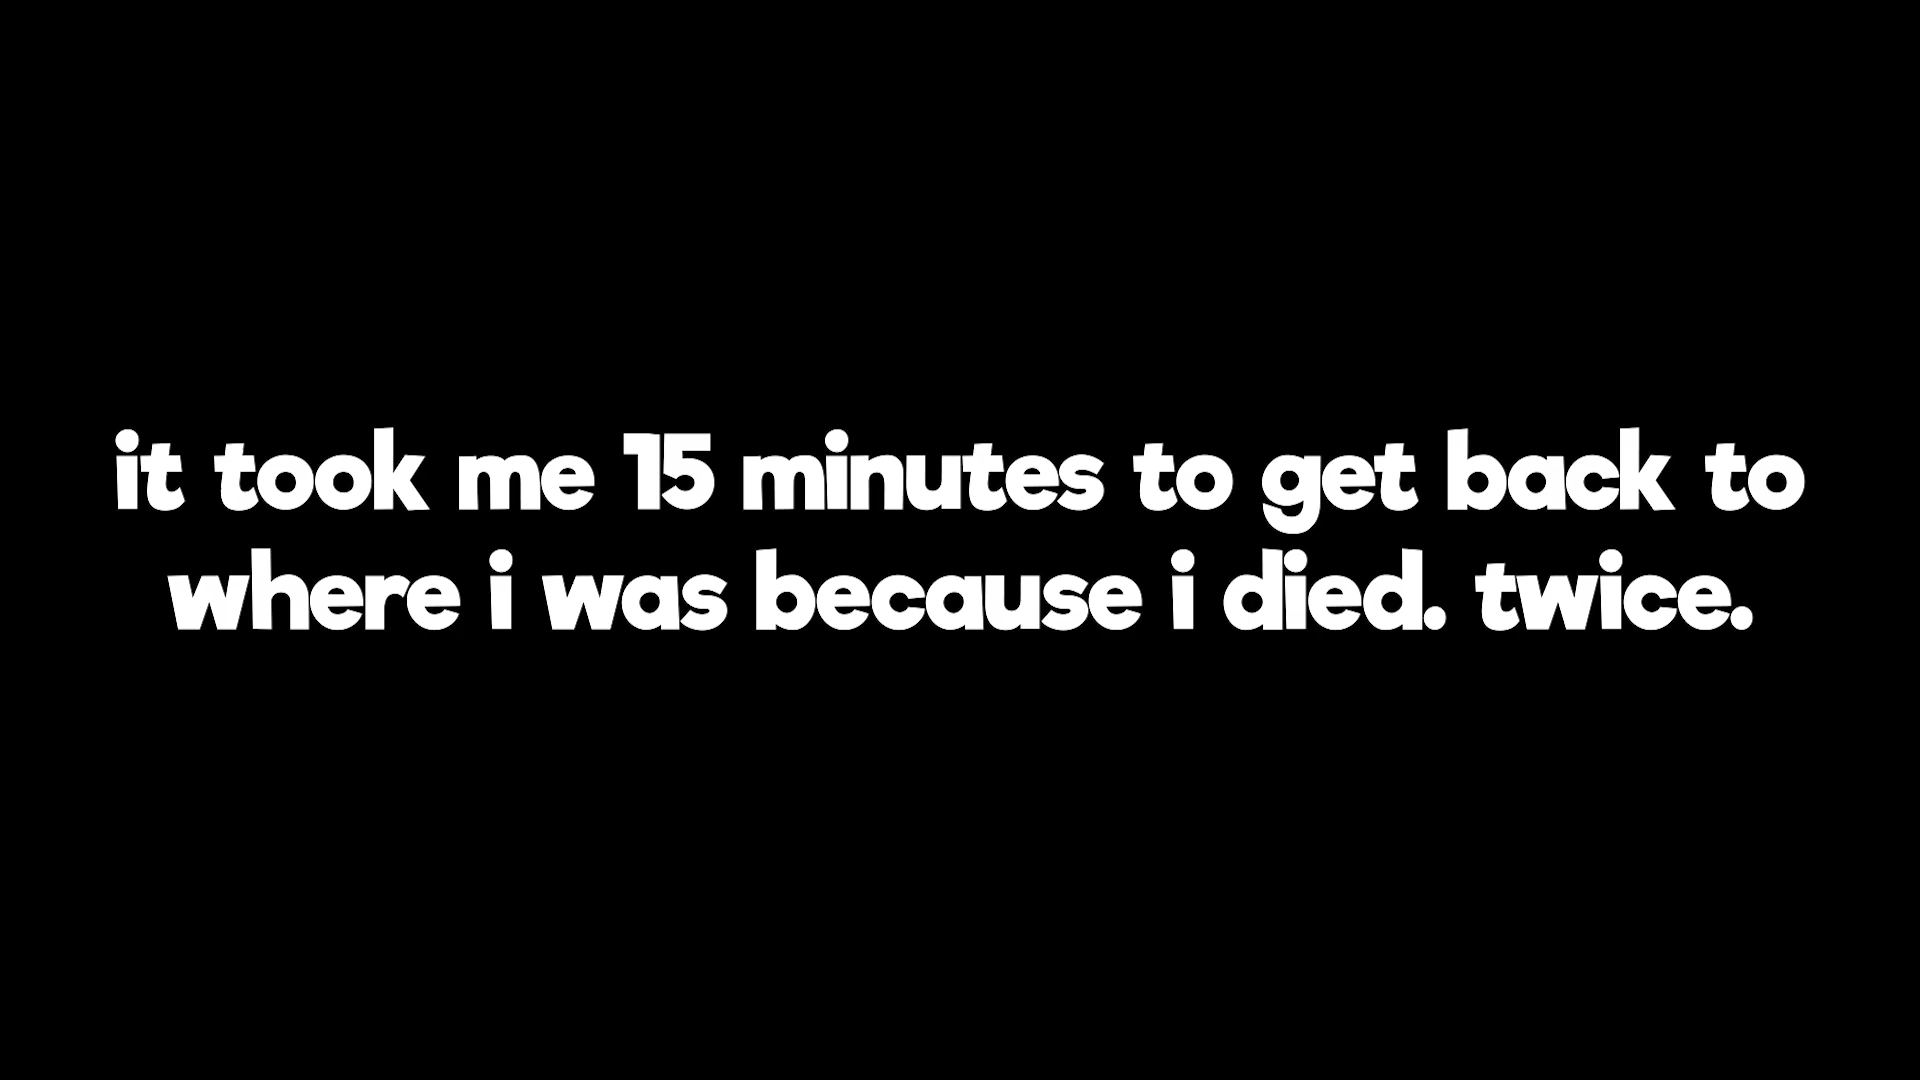 it took me 15 minutes to get back to
where i was because i died. twice.